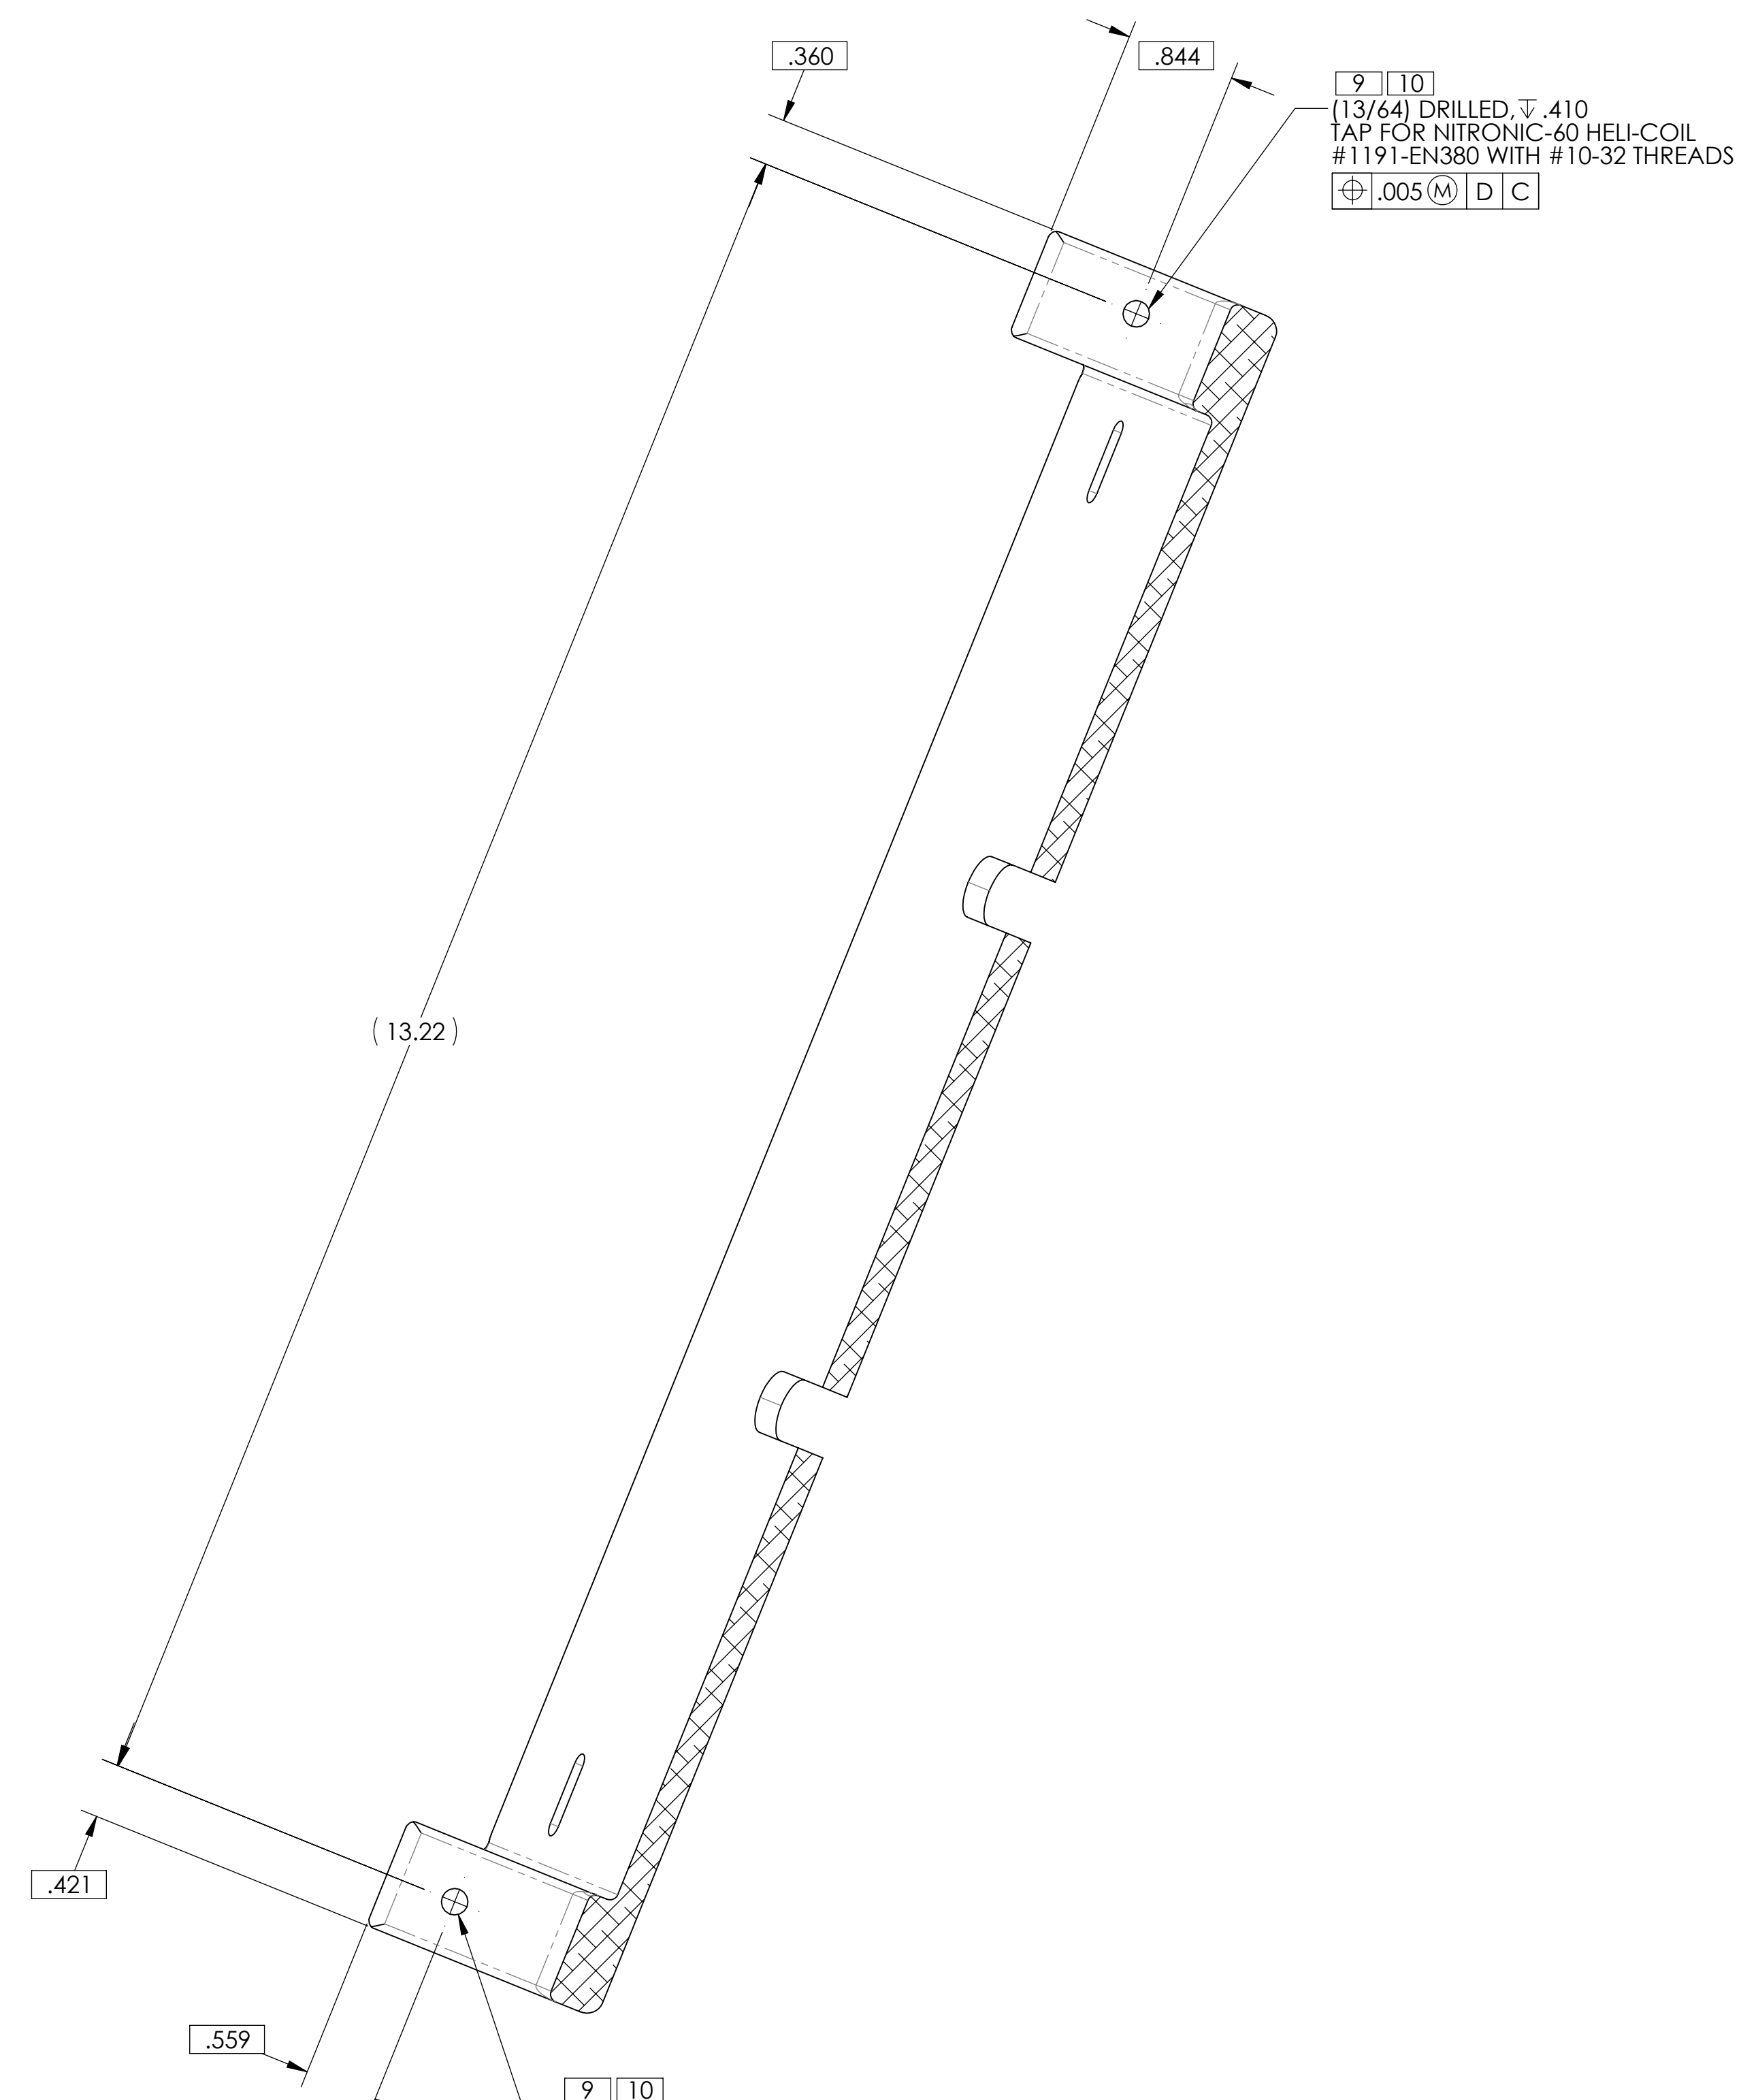 .360
.844
9 10
(13/64) DRILLED, ↧ .410
TAP FOR NITRONIC-60 HELI-COIL
#1191-EN380 WITH #10-32 THREADS
⌖ .005 Ⓜ D C
( 13.22 )
.421
.559
9 10